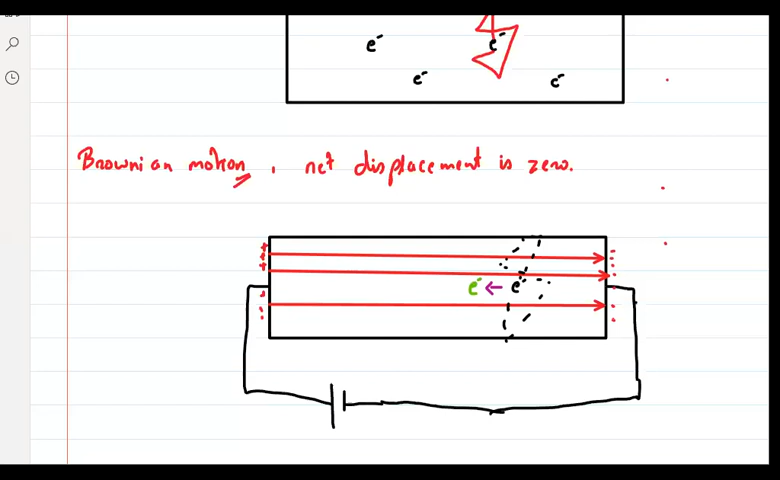 e⁻ e⁻
e⁻ e⁻
Brownian motion, net displacement is zero.
e⁻ ← e⁻